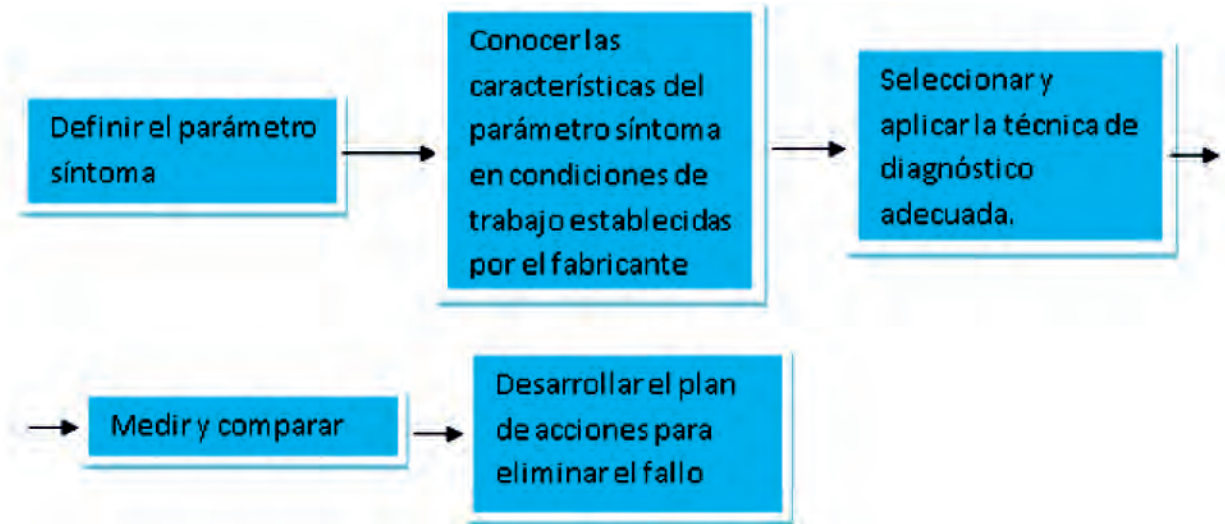 Definir el parámetro
síntoma
Conocer las
características del
parámetro síntoma
en condiciones de
trabajo establecidas
por el fabricante
Seleccionar y
aplicar la técnica de
diagnóstico
adecuada.
Medir y comparar
Desarrollar el plan
de acciones para
eliminar el fallo